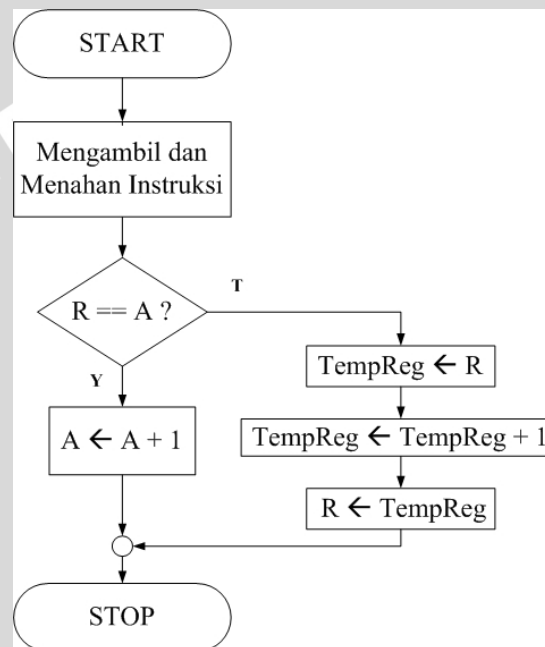 START
Mengambil dan
Menahan Instruksi
R == A ?
T
Y
TempReg ← R
A ← A + 1
TempReg ← TempReg + 1
R ← TempReg
STOP